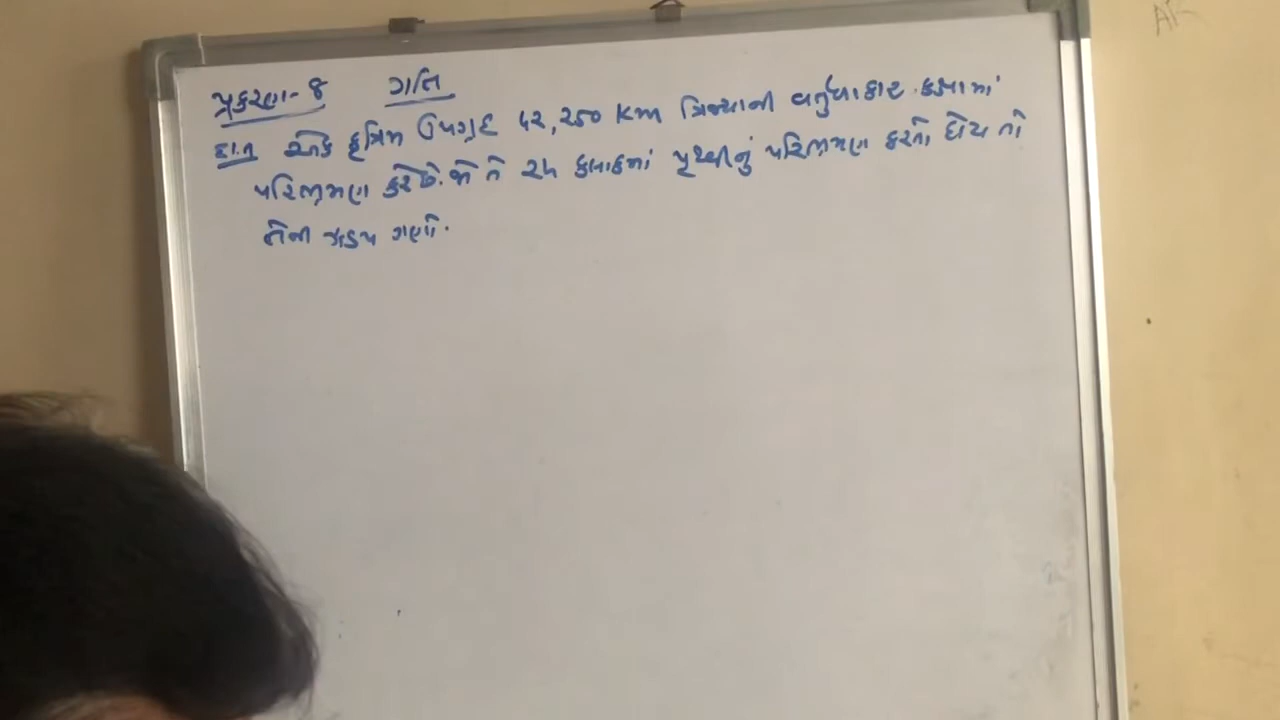 પ્રકરણ-૮ ગતિ
દા.ત એક કૃત્રિમ ઉપગ્રહ ૪૨,૨૫૦ km ત્રિજ્યાની વર્તુળાકાર કક્ષામાં
પરિભ્રમણ કરે છે. જો તે ૨૪ કલાકમાં પૃથ્વીનું પરિભ્રમણ કરતો હોય તો
તેની ઝડપ ગણો.